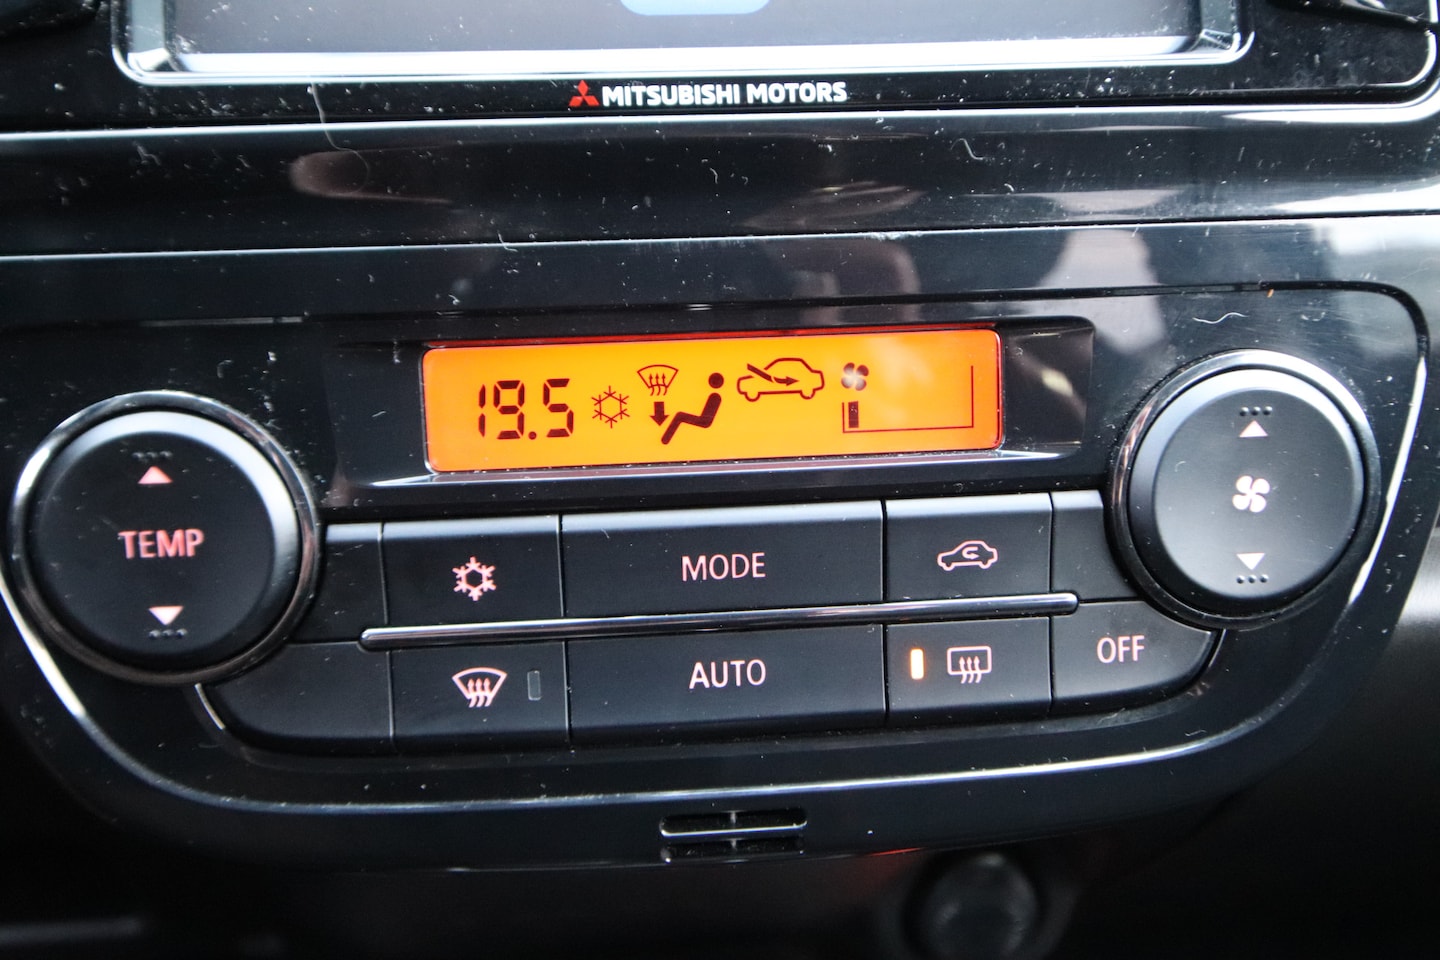 MITSUBISHI MOTORS
19.5
TEMP
MODE
AUTO
OFF